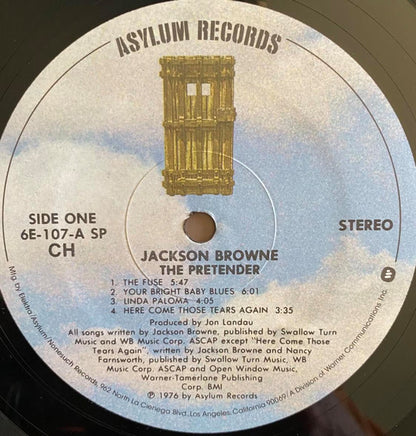 ASYLUM RECORDS
SIDE ONE
6E-107-A SP
CH
STEREO
JACKSON BROWNE
THE PRETENDER
1. THE FUSE 5:47
2. YOUR BRIGHT BABY BLUES 6:01
3. LINDA PALOMA 4:05
4. HERE COME THOSE TEARS AGAIN 3:35
Produced by Jon Landau
All songs written by Jackson Browne, published by Swallow Turn
Music and WB Music Corp. ASCAP except "Here Come Those
Tears Again", written by Jackson Browne and Nancy
Farnsworth, published by Swallow Turn Music, WB
Music Corp. ASCAP and Open Window Music,
Warner-Tamerlane Publishing
Corp. BMI
℗ 1976 by Asylum Records
Mfg. by Elektra/Asylum/Nonesuch Records, 962 North La Cienega Blvd., Los Angeles, California 90069/A Division of Warner Communications Inc.